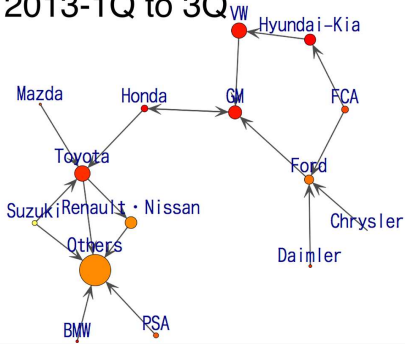 2013-1Q to 3Q
VW
Hyundai-Kia
Mazda
Honda
GM
FCA
Toyota
Ford
Suzuki
Renault・Nissan
Chrysler
Others
Daimler
BMW
PSA